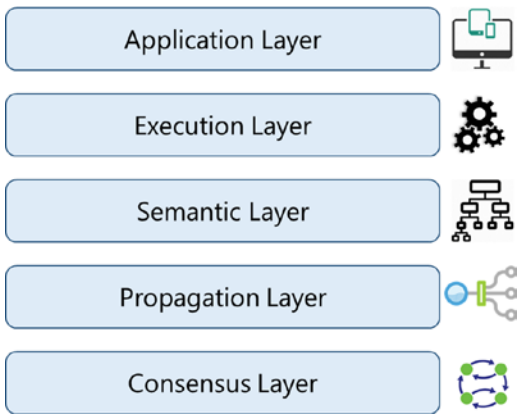 Application Layer
Execution Layer
Semantic Layer
Propagation Layer
Consensus Layer